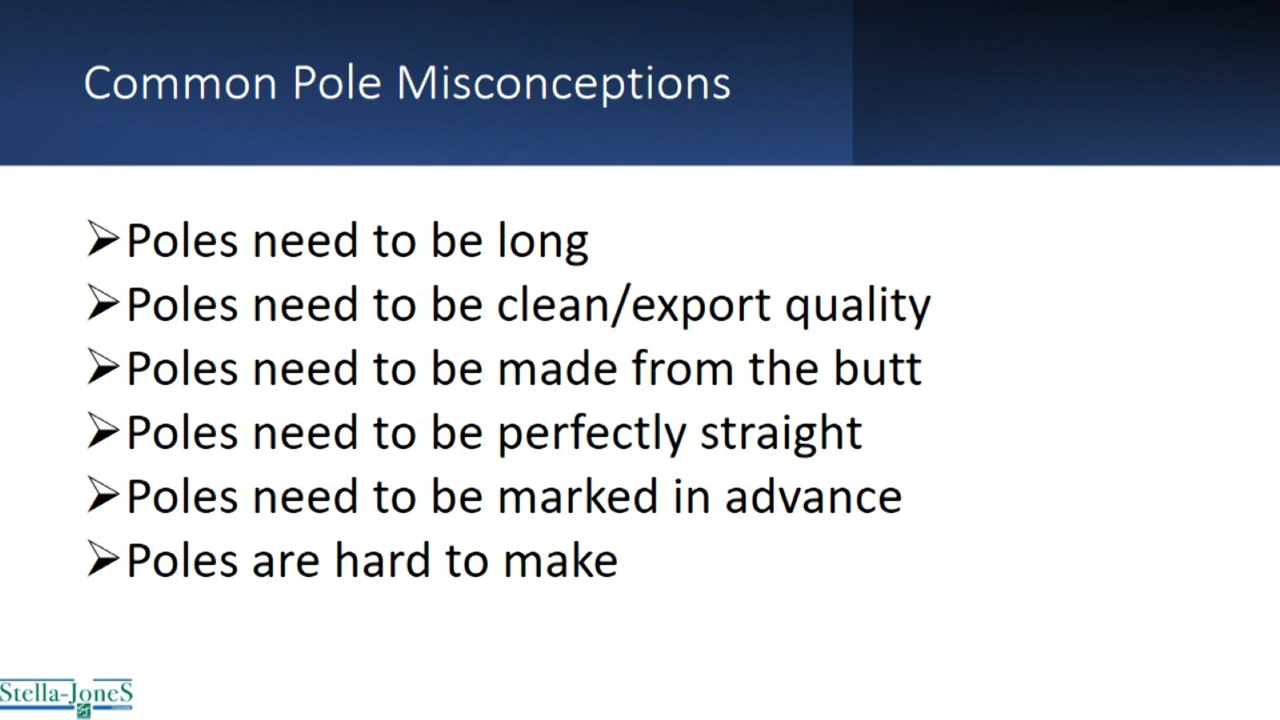 Common Pole Misconceptions
➢Poles need to be long
➢Poles need to be clean/export quality
➢Poles need to be made from the butt
➢Poles need to be perfectly straight
➢Poles need to be marked in advance
➢Poles are hard to make
Stella-JoneS